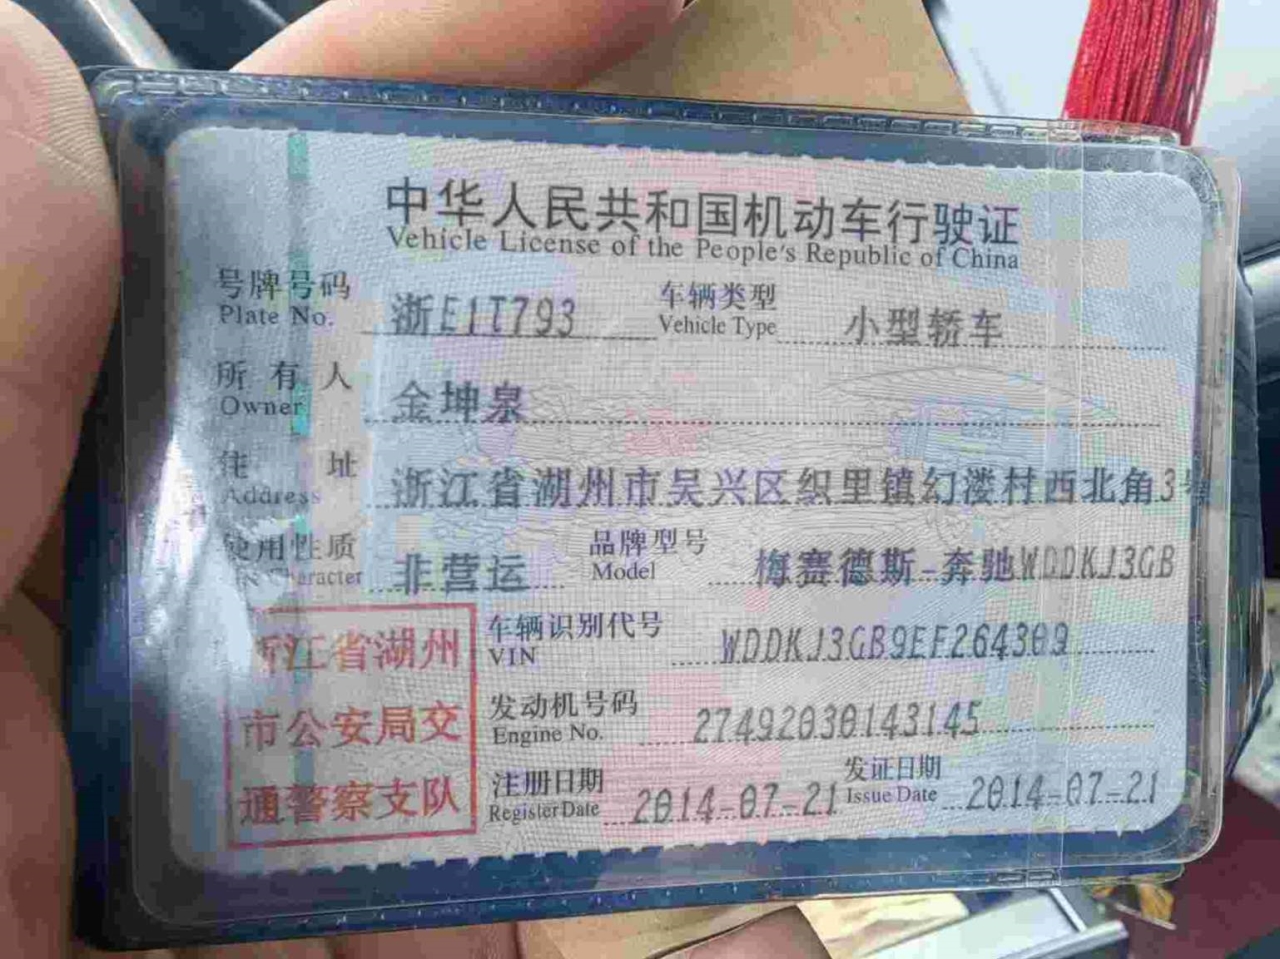 中华人民共和国机动车行驶证
Vehicle License of the People's Republic of China
号牌号码 浙E1T793 车辆类型 小型轿车
Plate No. Vehicle Type
所有人 金坤泉
Owner
住址 浙江省湖州市吴兴区织里镇幻溇村西北角3号
Address
使用性质 非营运 品牌型号 梅赛德斯-奔驰WDDKJ3GB
Character Model
浙江省湖州
市公安局交
通警察支队
车辆识别代号 WDDKJ3GB9EF264309
VIN
发动机号码 27492030143145
Engine No.
注册日期 2014-07-21 发证日期 2014-07-21
Register Date Issue Date